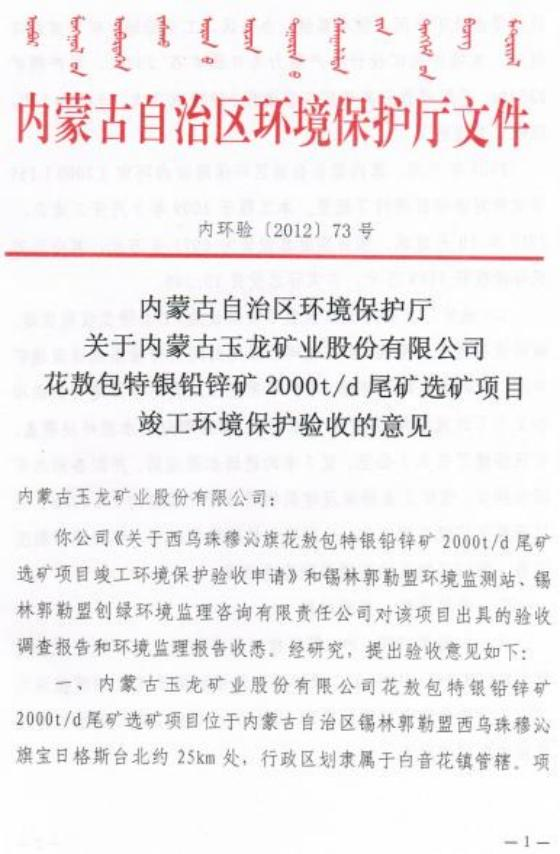 内蒙古自治区环境保护厅文件
内环验〔2012〕73号
内蒙古自治区环境保护厅
关于内蒙古玉龙矿业股份有限公司
花敖包特银铅锌矿 2000t/d 尾矿选矿项目
竣工环境保护验收的意见
内蒙古玉龙矿业股份有限公司：
你公司《关于西乌珠穆沁旗花敖包特银铅锌矿 2000t/d 尾矿
选矿项目竣工环境保护验收申请》和锡林郭勒盟环境监测站、锡
林郭勒盟创绿环境监理咨询有限责任公司对该项目出具的验收
调查报告和环境监理报告收悉。经研究，提出验收意见如下：
一、内蒙古玉龙矿业股份有限公司花敖包特银铅锌矿
2000t/d 尾矿选矿项目位于内蒙古自治区锡林郭勒盟西乌珠穆沁
旗宝日格斯台北约 25km 处，行政区划隶属于白音花镇管辖。项
—1—